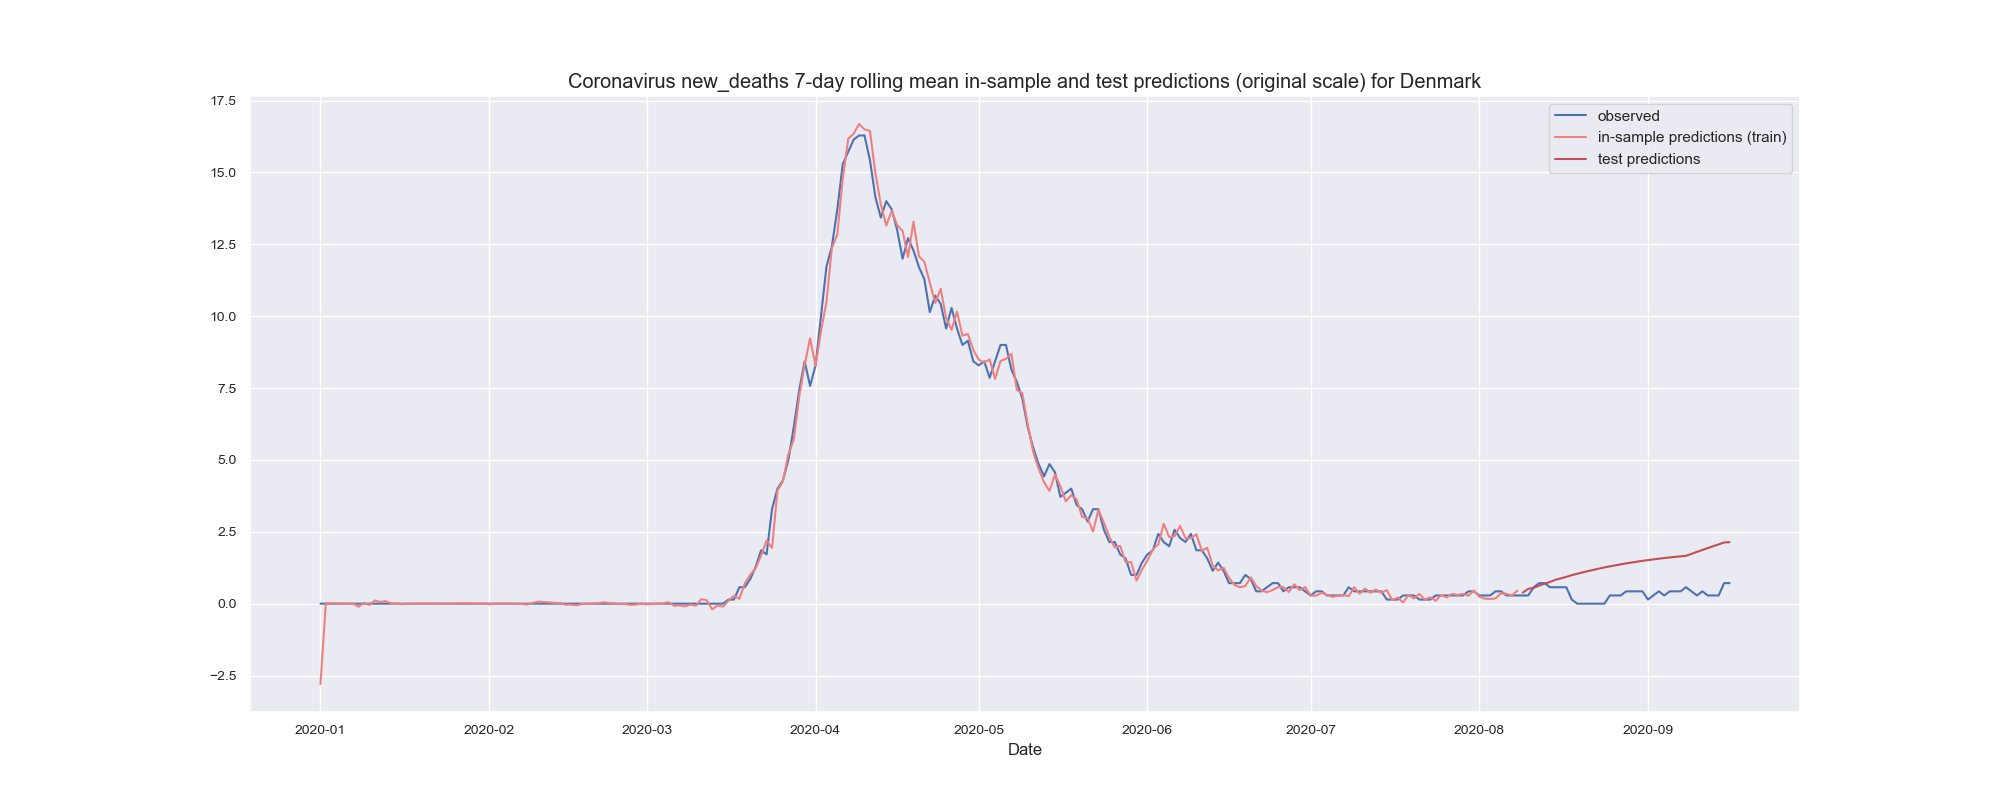 Coronavirus new_deaths 7-day rolling mean in-sample and test predictions (original scale) for Denmark
observed
in-sample predictions (train)
test predictions
17.5
15.0
12.5
10.0
7.5
5.0
2.5
0.0
−2.5
2020-01 2020-02 2020-03 2020-04 2020-05 2020-06 2020-07 2020-08 2020-09
Date